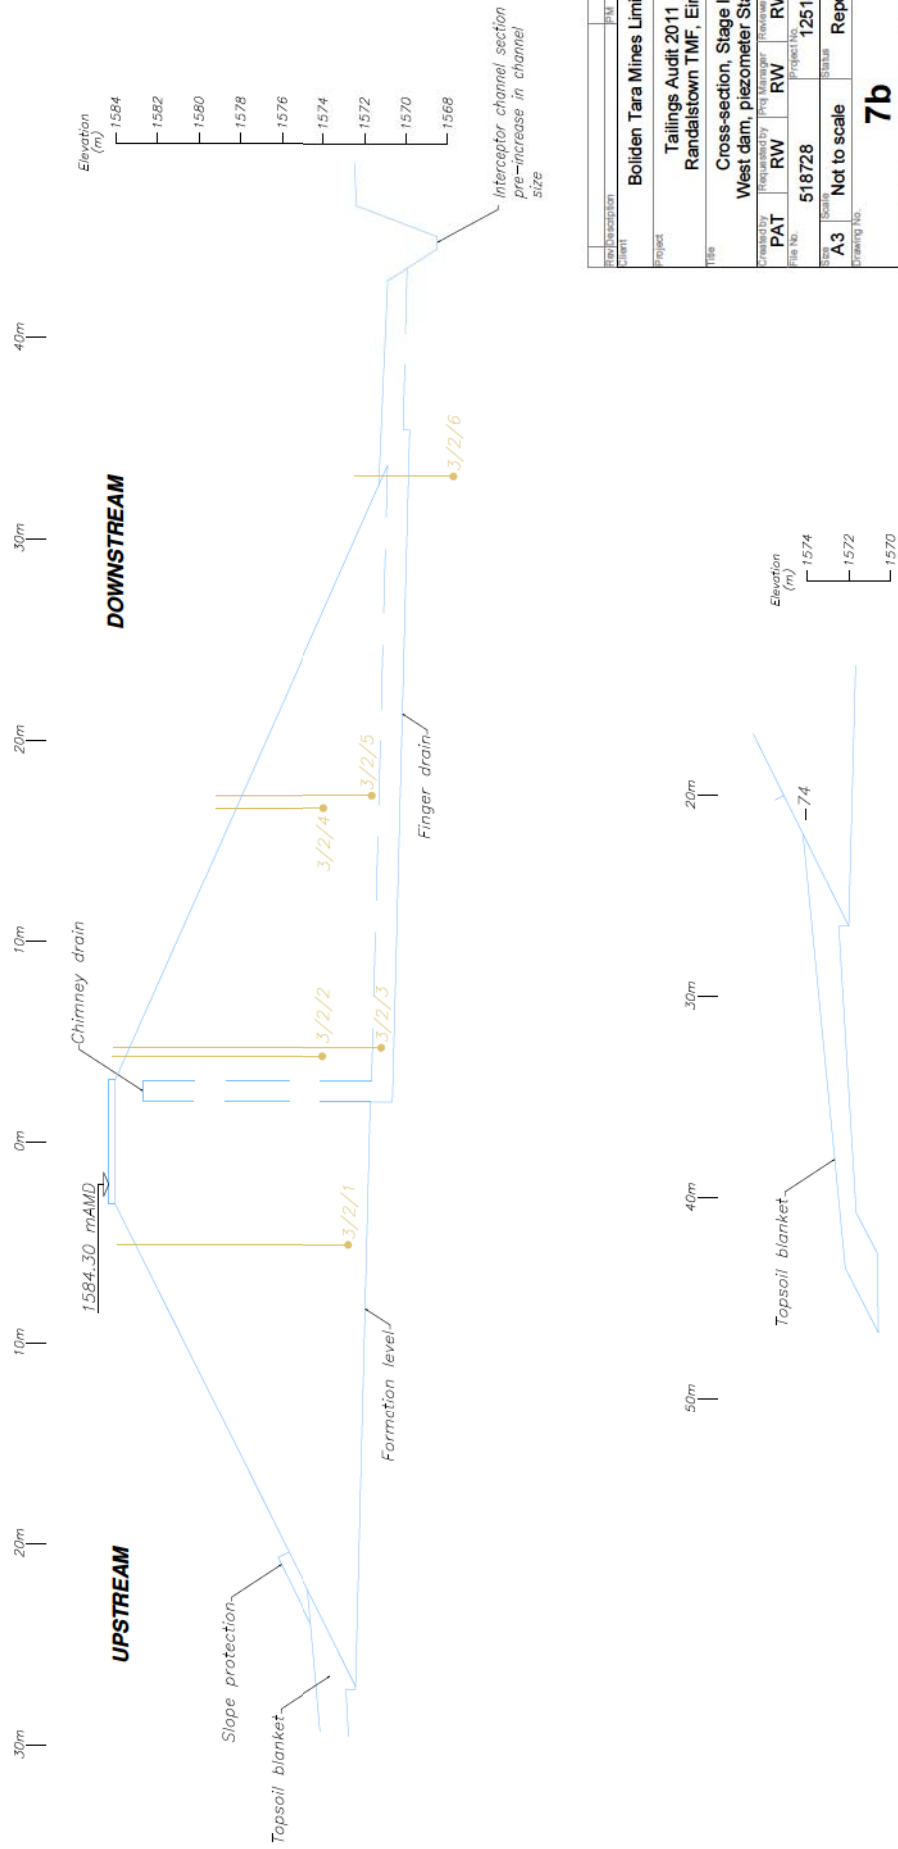 30m
20m
10m
0m
10m
20m
30m
40m
UPSTREAM
DOWNSTREAM
Elevation
(m)
1584
1582
1580
1578
1576
1574
1572
1570
1568
1584.30 mAMD
Chimney drain
Slope protection
Topsoil blanket
Formation level
Finger drain
3/2/1
3/2/2
3/2/3
3/2/4
3/2/5
3/2/6
Interceptor channel section
pre-increase in channel
size
50m
40m
30m
20m
Topsoil blanket
-74
Elevation
(m)
1574
1572
1570
Rev Description PM
Client
Boliden Tara Mines Limi
Project
Tailings Audit 2011
Randalstown TMF, Eir
Title
Cross-section, Stage
West dam, piezometer Sta
Created by Requested by Proj Manager Reviewe
PAT RW RW RW
File No. Project No.
518728 1251
Size Scale Status
A3 Not to scale Repo
Drawing No.
7b